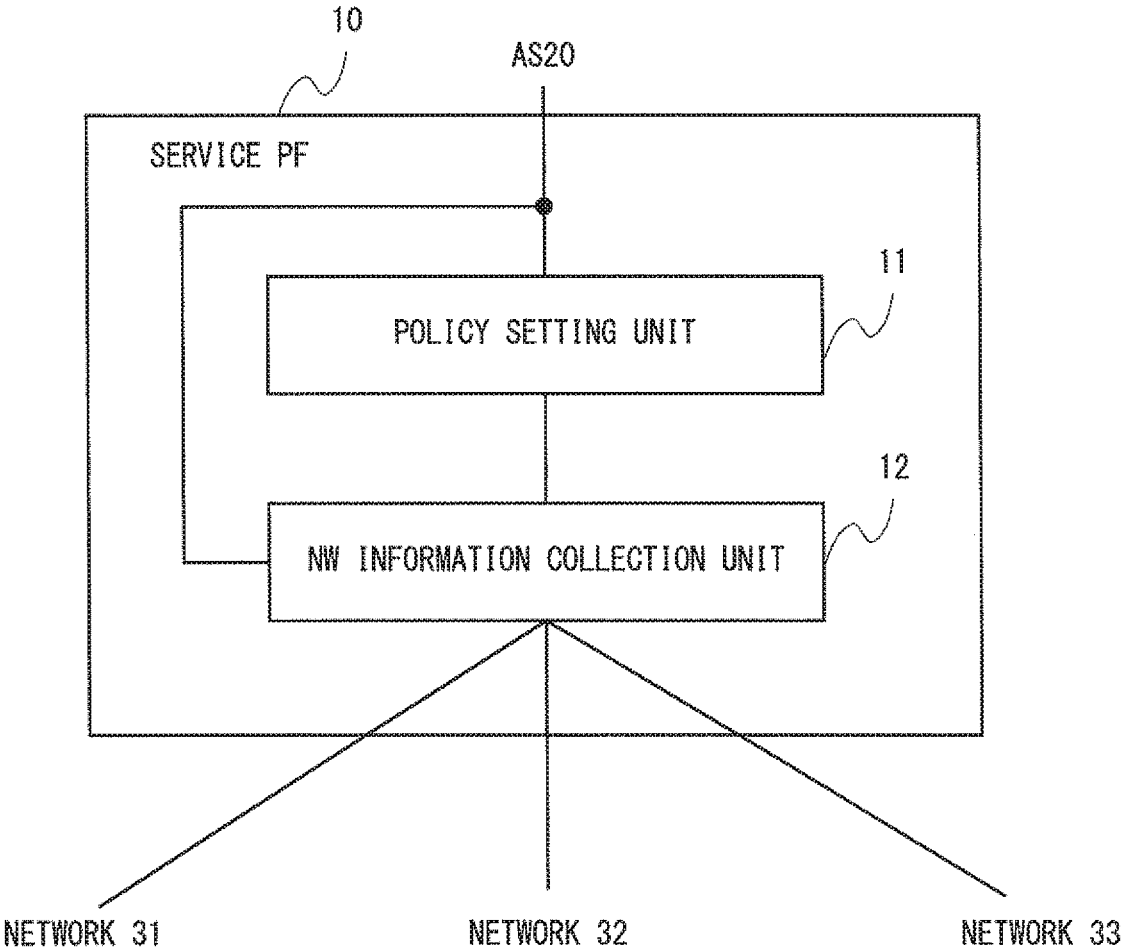 10
AS20
SERVICE PF
11
POLICY SETTING UNIT
12
NW INFORMATION COLLECTION UNIT
NETWORK 31
NETWORK 32
NETWORK 33